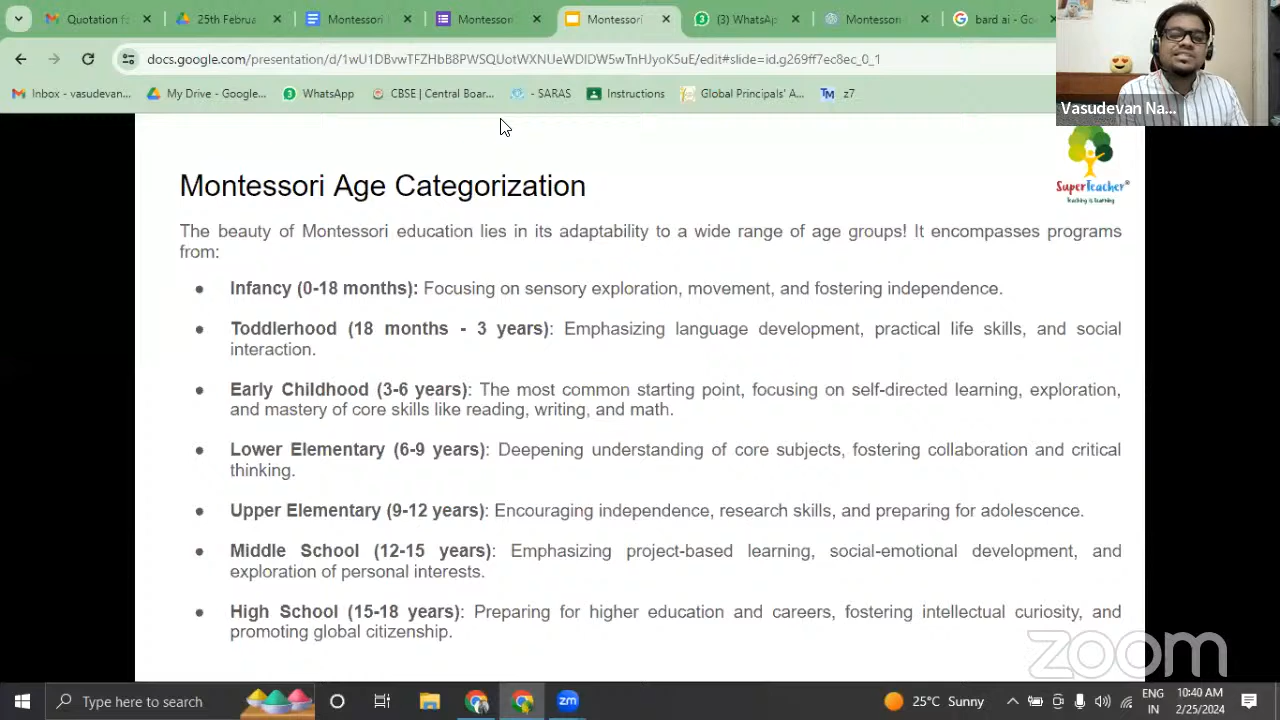 25th Februa
Montessori
Montessori
(3) WhatsAp
Montessori
bard ai - Go
docs.google.com/presentation/d/1wU1DBvwTFZHbB8PWSQUotWXNUeWDIDW5wTnHJyoK5uE/edit#slide=id.g269ff7ec8ec_0_1
Inbox - vasudevan...
My Drive - Google...
WhatsApp
CBSE | Central Boar...
- SARAS
Instructions
Global Principals' A...
z7
Vasudevan Na...
SuperTeacher®
Teaching is Learning
Montessori Age Categorization
The beauty of Montessori education lies in its adaptability to a wide range of age groups! It encompasses programs
from:
● Infancy (0-18 months): Focusing on sensory exploration, movement, and fostering independence.
● Toddlerhood (18 months - 3 years): Emphasizing language development, practical life skills, and social
interaction.
● Early Childhood (3-6 years): The most common starting point, focusing on self-directed learning, exploration,
and mastery of core skills like reading, writing, and math.
● Lower Elementary (6-9 years): Deepening understanding of core subjects, fostering collaboration and critical
thinking.
● Upper Elementary (9-12 years): Encouraging independence, research skills, and preparing for adolescence.
● Middle School (12-15 years): Emphasizing project-based learning, social-emotional development, and
exploration of personal interests.
● High School (15-18 years): Preparing for higher education and careers, fostering intellectual curiosity, and
promoting global citizenship.
zoom
Type here to search
25°C Sunny
ENG
IN
10:40 AM
2/25/2024